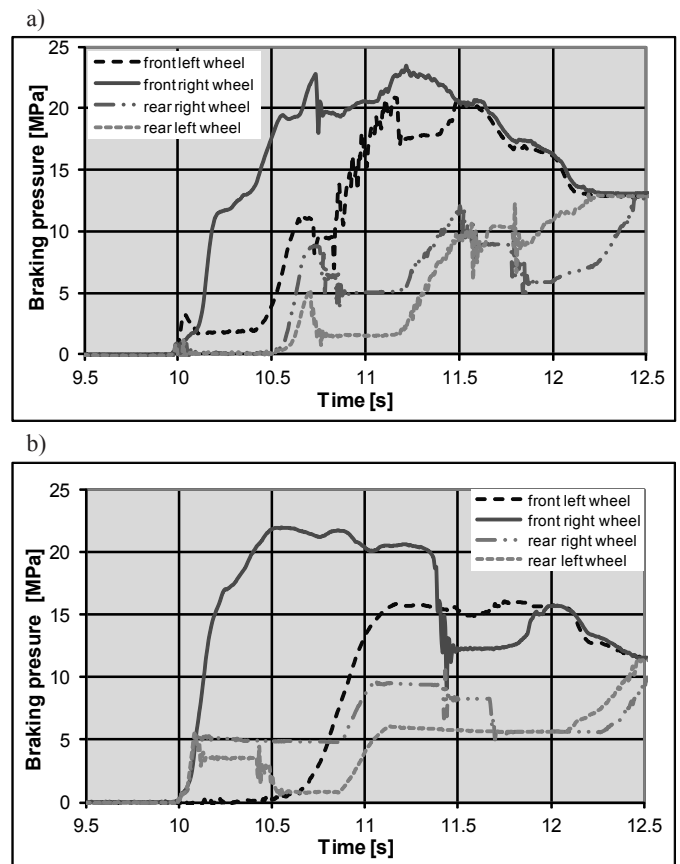 a)
25
20
15
10
5
0
Braking pressure [MPa]
front left wheel
front right wheel
rear right wheel
rear left wheel
9.5 10 10.5 11 11.5 12 12.5
Time [s]
b)
25
20
15
10
5
0
Braking presure [MPa]
front left wheel
front right wheel
rear right wheel
rear left wheel
9.5 10 10.5 11 11.5 12 12.5
Time [s]